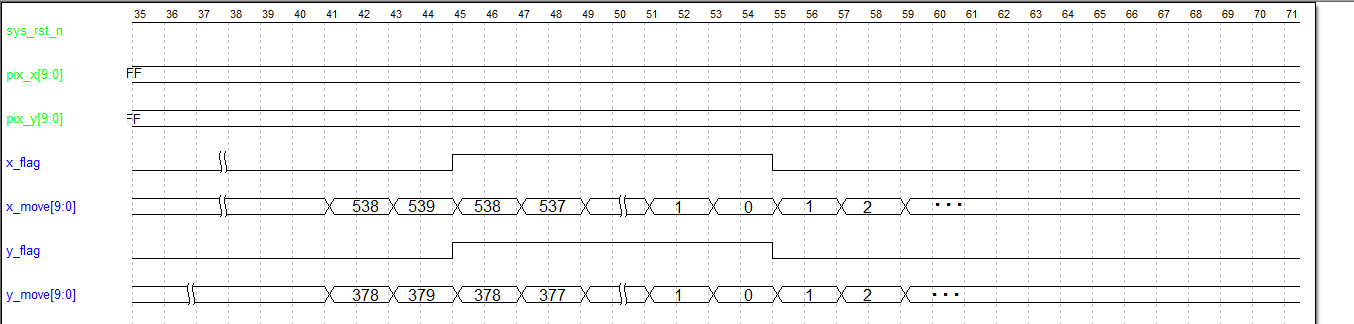 35 36 37 38 39 40 41 42 43 44 45 46 47 48 49 50 51 52 53 54 55 56 57 58 59 60 61 62 63 64 65 66 67 68 69 70 71
sys_rst_n
pix_x[9:0] FF
pix_y[9:0] FF
x_flag
x_move[9:0] 538 539 538 537 1 0 1 2 ...
y_flag
y_move[9:0] 378 379 378 377 1 0 1 2 ...